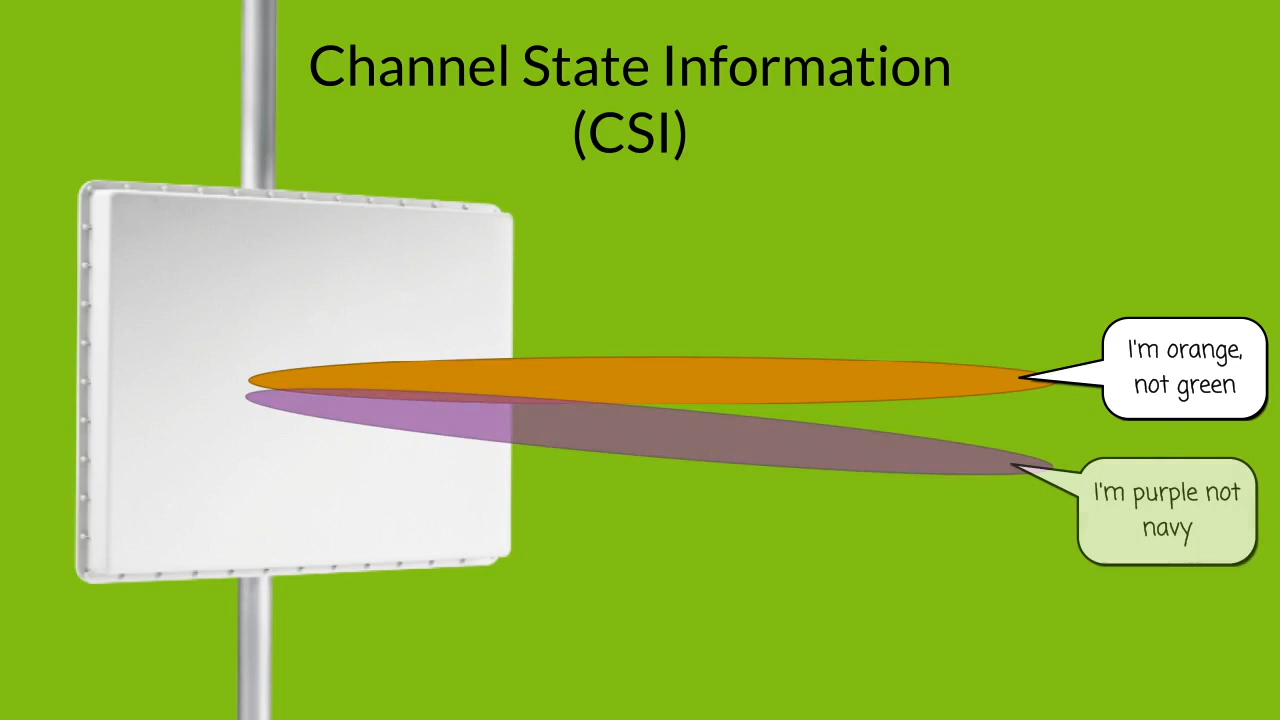 Channel State Information
(CSI)
I'm orange,
not green
I'm purple not
navy